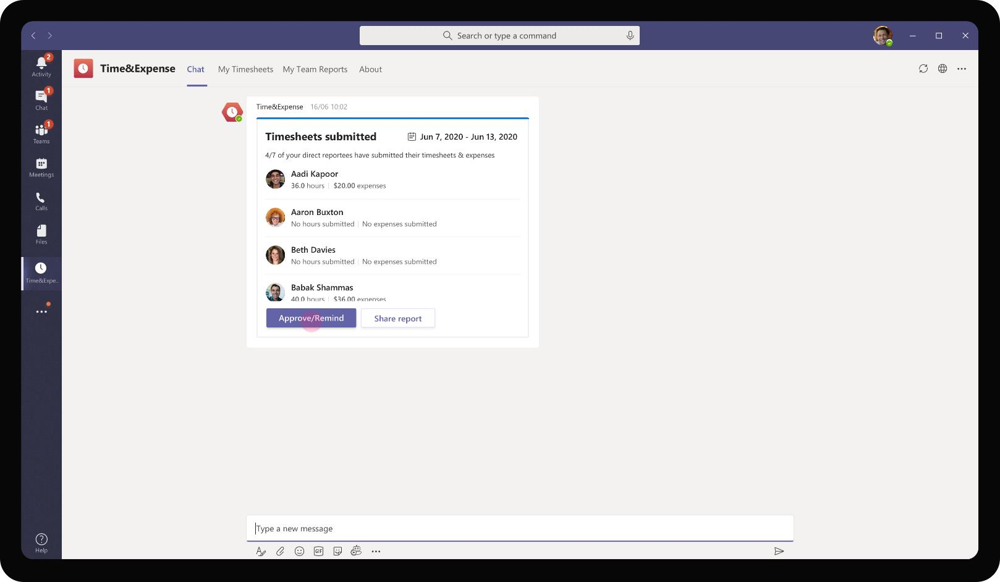 Search or type a command
2
Activity
1
Chat
1
Teams
Meetings
Calls
Files
Time&Expe..
Help
Time&Expense
Chat
My Timesheets
My Team Reports
About
Time&Expense 16/06 10:02
Timesheets submitted
Jun 7, 2020 - Jun 13, 2020
4/7 of your direct reportees have submitted their timesheets & expenses
Aadi Kapoor
36.0 hours | $20.00 expenses
Aaron Buxton
No hours submitted | No expenses submitted
Beth Davies
No hours submitted | No expenses submitted
Babak Shammas
40.0 hours | $36.00 expenses
Approve/Remind
Share report
Type a new message
GIF